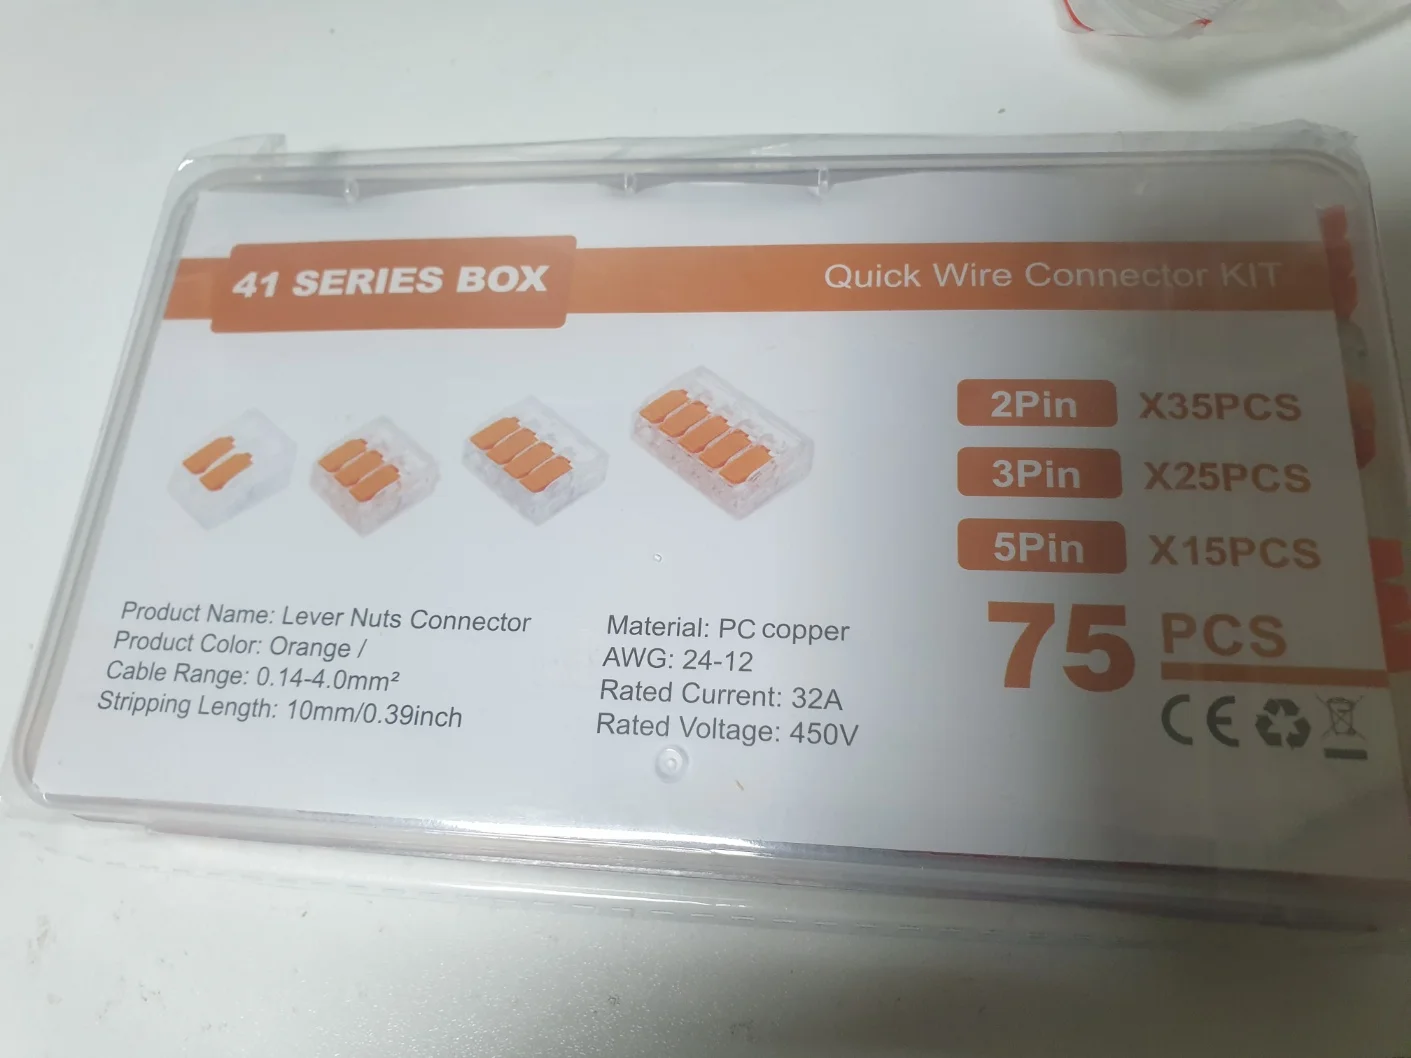 41 SERIES BOX
Quick Wire Connector KIT
2Pin X35PCS
3Pin X25PCS
5Pin X15PCS
75 PCS
Product Name: Lever Nuts Connector
Product Color: Orange /
Cable Range: 0.14-4.0mm²
Stripping Length: 10mm/0.39inch
Material: PC copper
AWG: 24-12
Rated Current: 32A
Rated Voltage: 450V
CE